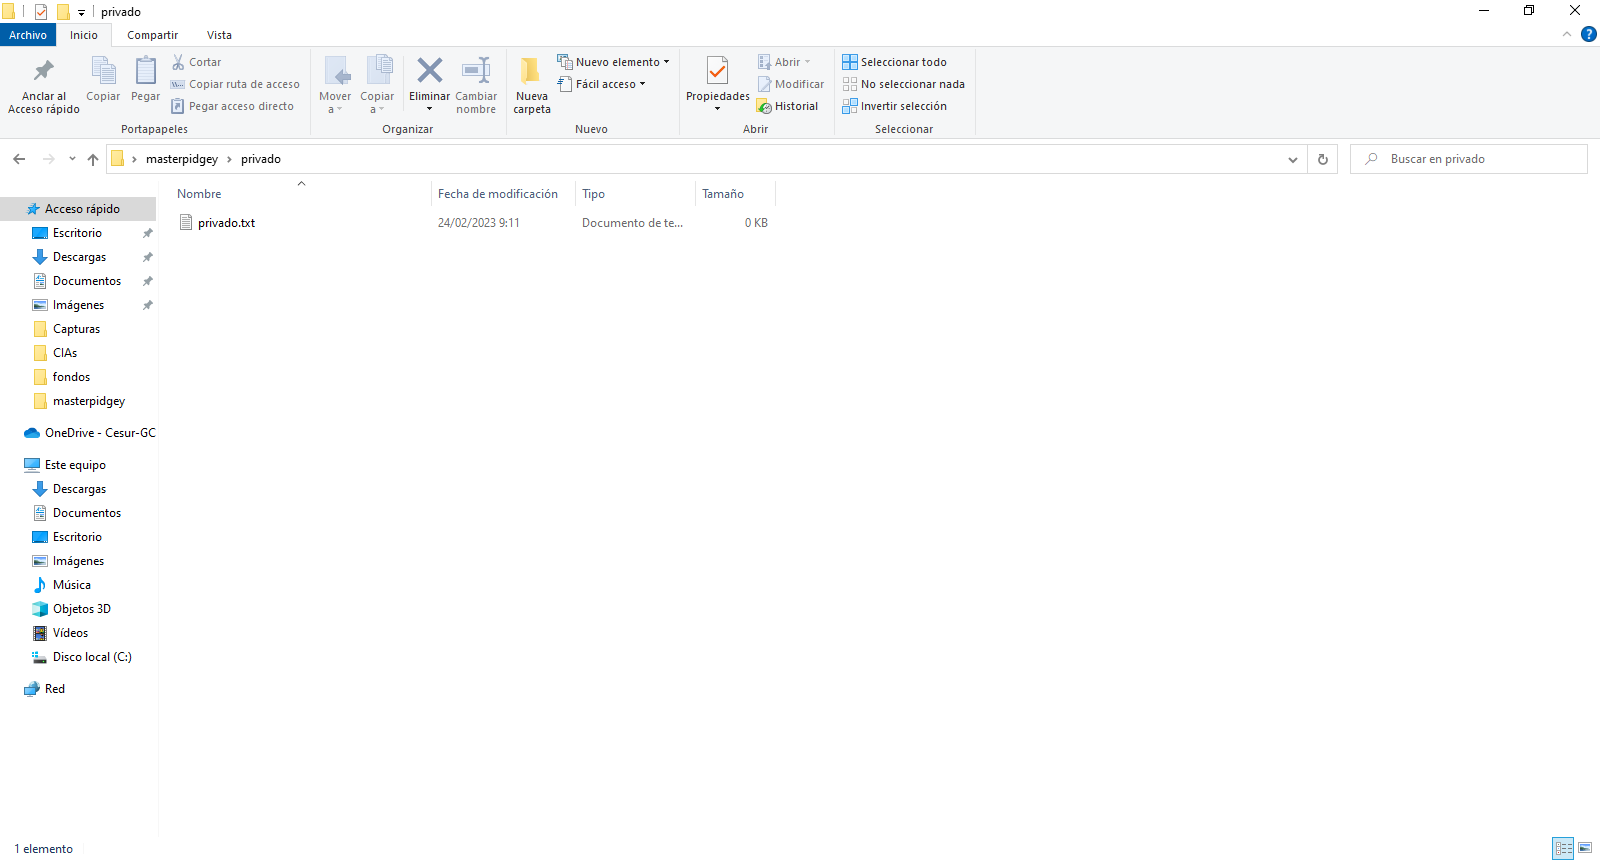 privado
Archivo
Inicio
Compartir
Vista
Anclar al
Acceso rápido
Copiar
Pegar
Cortar
Copiar ruta de acceso
Pegar acceso directo
Portapapeles
Mover
a
Copiar
a
Eliminar
Cambiar
nombre
Organizar
Nueva
carpeta
Nuevo elemento
Fácil acceso
Nuevo
Propiedades
Abrir
Modificar
Historial
Abrir
Seleccionar todo
No seleccionar nada
Invertir selección
Seleccionar
masterpidgey > privado
Buscar en privado
Nombre
Fecha de modificación
Tipo
Tamaño
privado.txt
24/02/2023 9:11
Documento de te...
0 KB
Acceso rápido
Escritorio
Descargas
Documentos
Imágenes
Capturas
CIAs
fondos
masterpidgey
OneDrive - Cesur-GC
Este equipo
Descargas
Documentos
Escritorio
Imágenes
Música
Objetos 3D
Vídeos
Disco local (C:)
Red
1 elemento